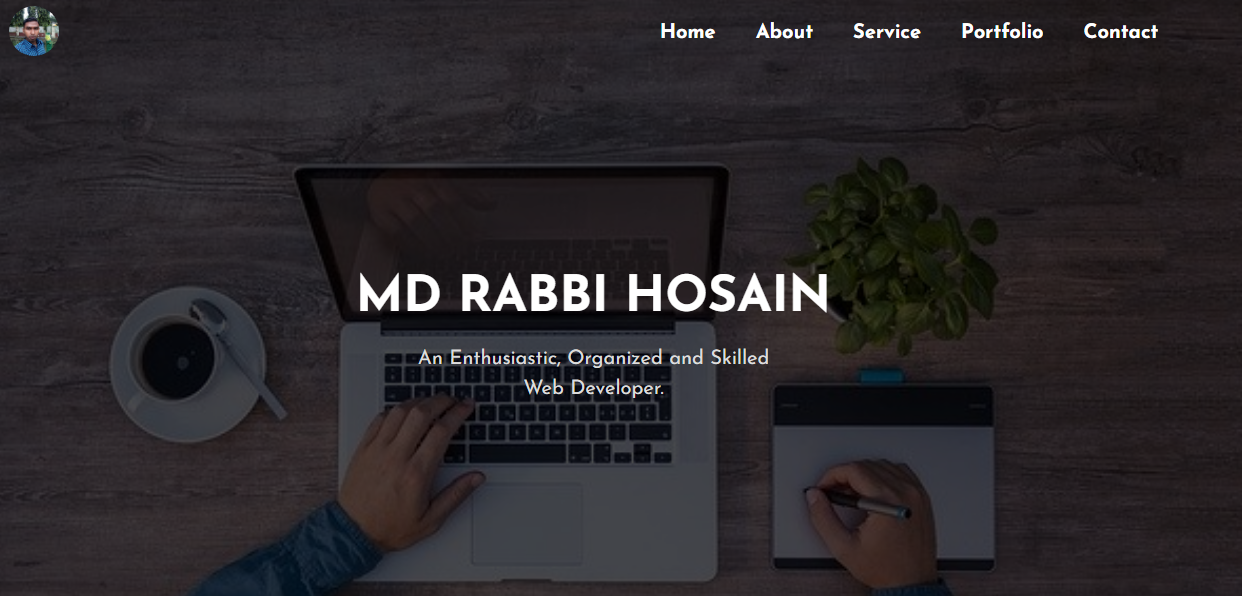 Home About Service Portfolio Contact
MD RABBI HOSAIN
An Enthusiastic, Organized and Skilled
Web Developer.